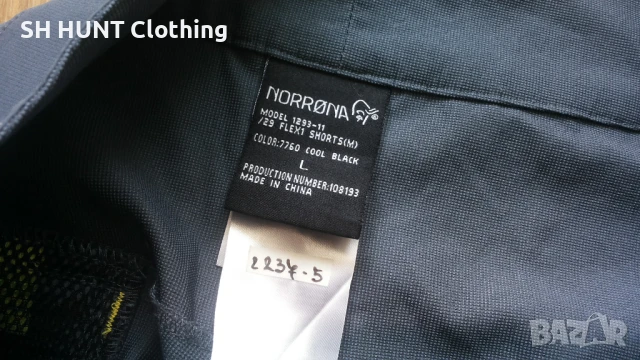 SH HUNT Clothing
NORRØNA
MODEL 1293-11
/29 FLEX1 SHORTS(M)
COLOR:7760 COOL BLACK
L
PRODUCTION NUMBER:108193
MADE IN CHINA
2237-5
BAZAR